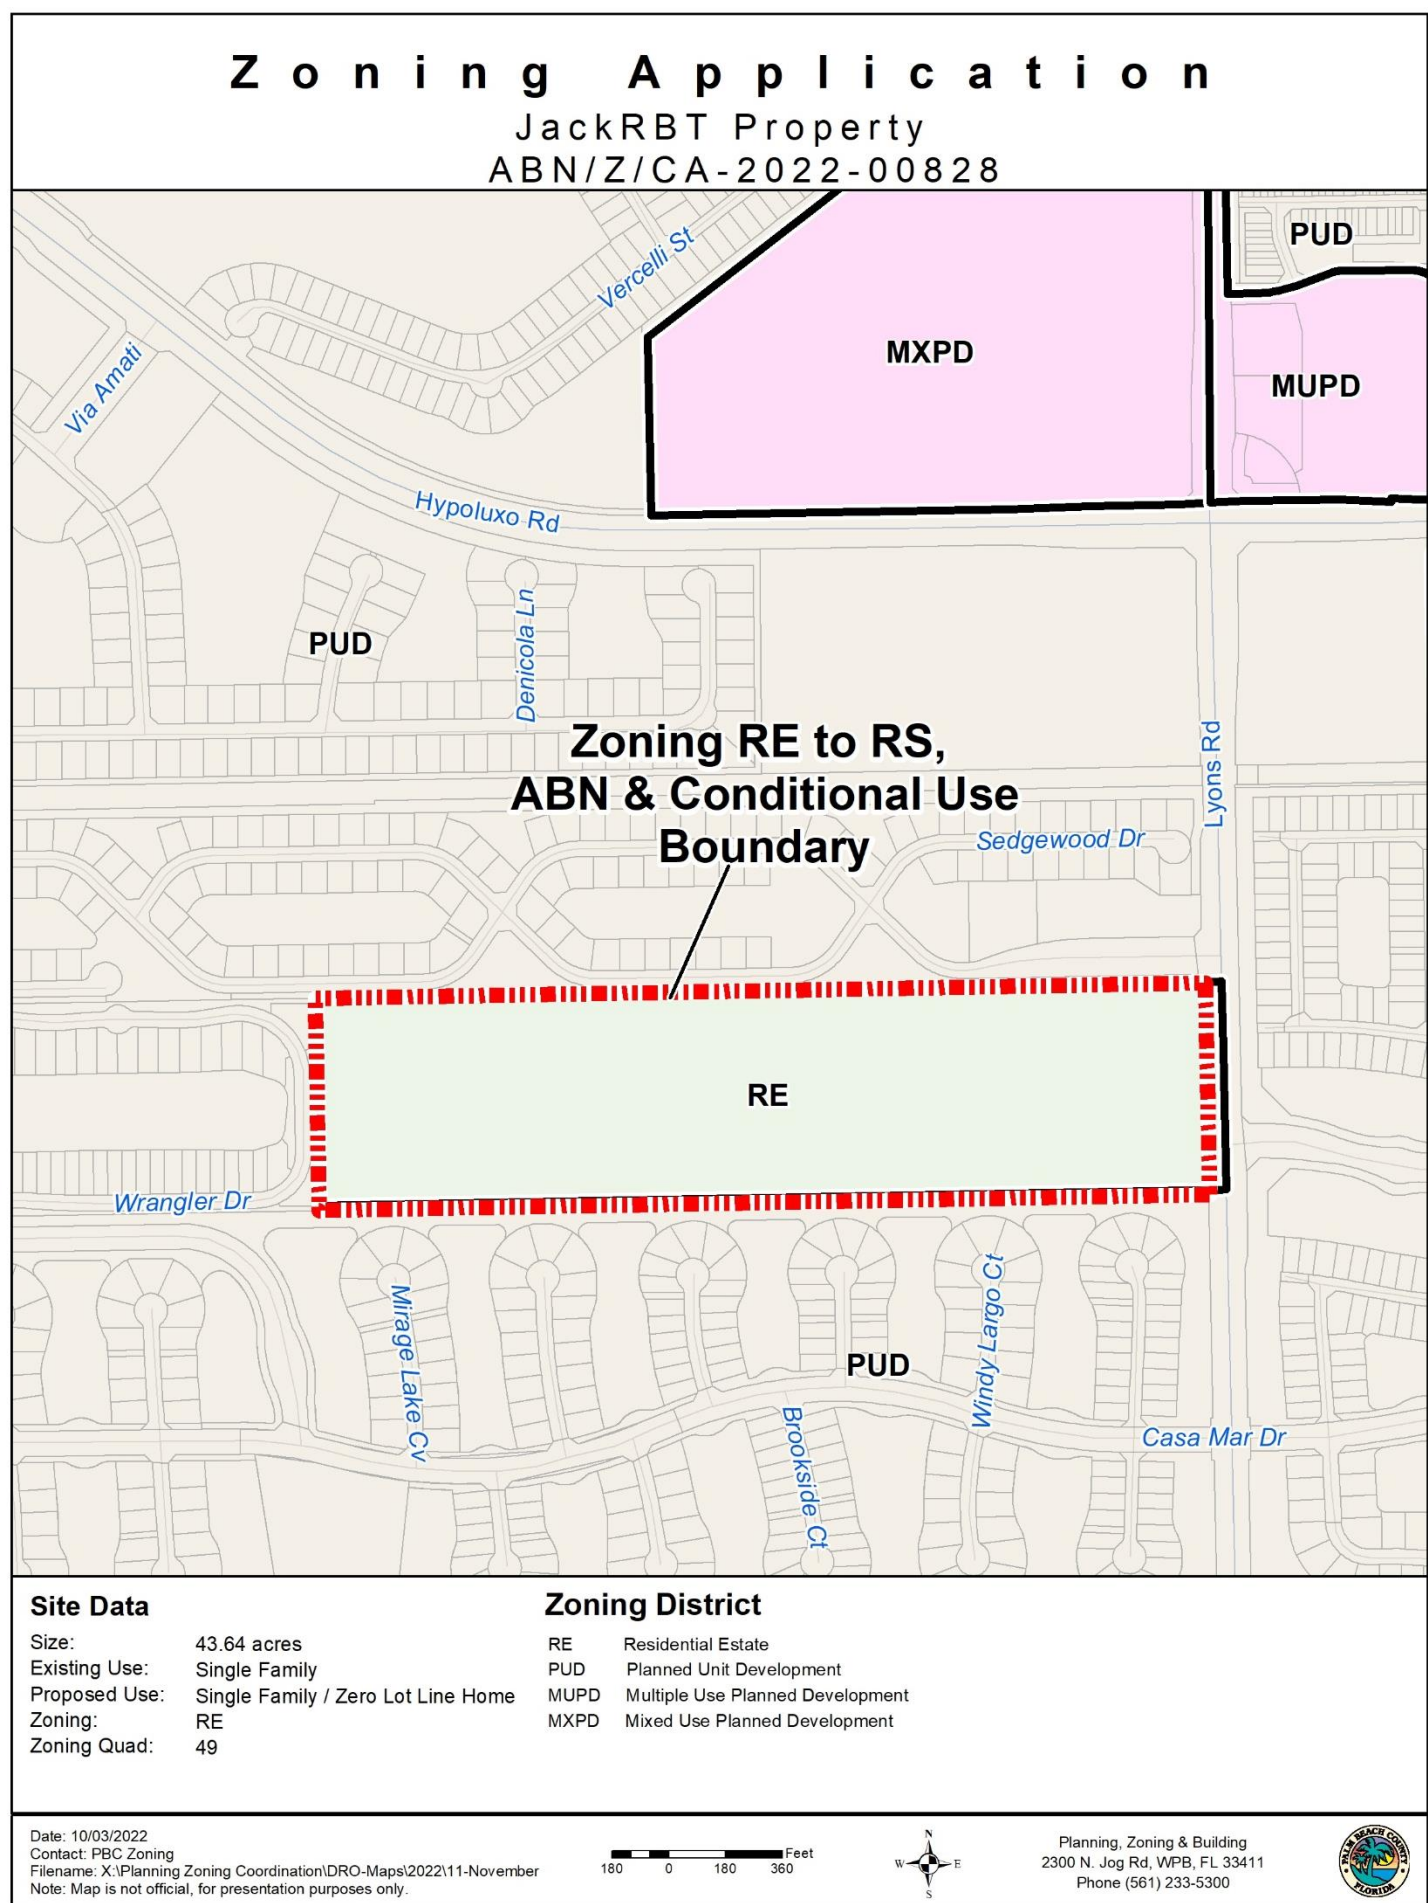 Zoning Application
JackRBT Property
ABN/Z/CA-2022-00828
PUD
Vercelli St
MXPD
MUPD
Via Amati
Hypoluxo Rd
PUD
Denicola Ln
Zoning RE to RS,
ABN & Conditional Use
Boundary
Lyons Rd
Sedgewood Dr
RE
Wrangler Dr
Mirage Lake Cv
Windy Largo Ct
PUD
Brookside Ct
Casa Mar Dr
Site Data
Size: 43.64 acres
Existing Use: Single Family
Proposed Use: Single Family / Zero Lot Line Home
Zoning: RE
Zoning Quad: 49
Zoning District
RE Residential Estate
PUD Planned Unit Development
MUPD Multiple Use Planned Development
MXPD Mixed Use Planned Development
Date: 10/03/2022
Contact: PBC Zoning
Filename: X:\Planning Zoning Coordination\DRO-Maps\2022\11-November
Note: Map is not official, for presentation purposes only.
Feet
180 0 180 360
N
W E
S
Planning, Zoning & Building
2300 N. Jog Rd, WPB, FL 33411
Phone (561) 233-5300
PALM BEACH COUNTY
FLORIDA